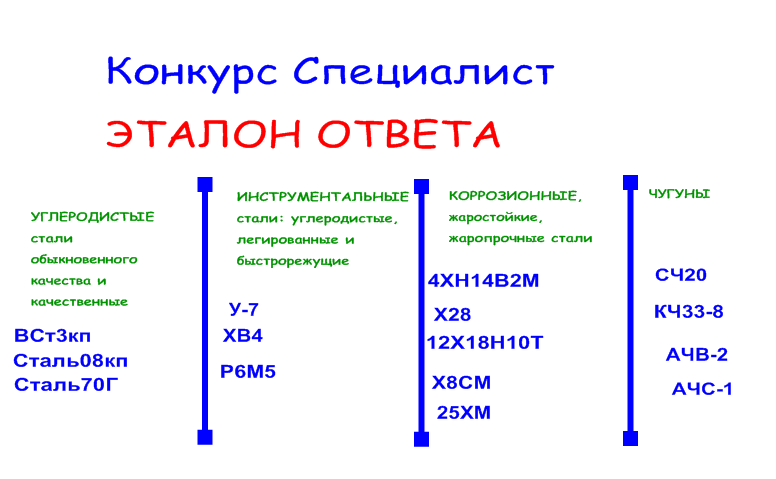 Конкурс Специалист
ЭТАЛОН ОТВЕТА
УГЛЕРОДИСТЫЕ
стали
обыкновенного
качества и
качественные
ВСт3кп
Сталь08кп
Сталь70Г
ИНСТРУМЕНТАЛЬНЫЕ
стали: углеродистые,
легированные и
быстрорежущие
У-7
ХВ4
Р6М5
КОРРОЗИОННЫЕ,
жаростойкие,
жаропрочные стали
4ХН14В2М
Х28
12Х18Н10Т
Х8СМ
25ХМ
ЧУГУНЫ
СЧ20
КЧ33-8
АЧВ-2
АЧС-1